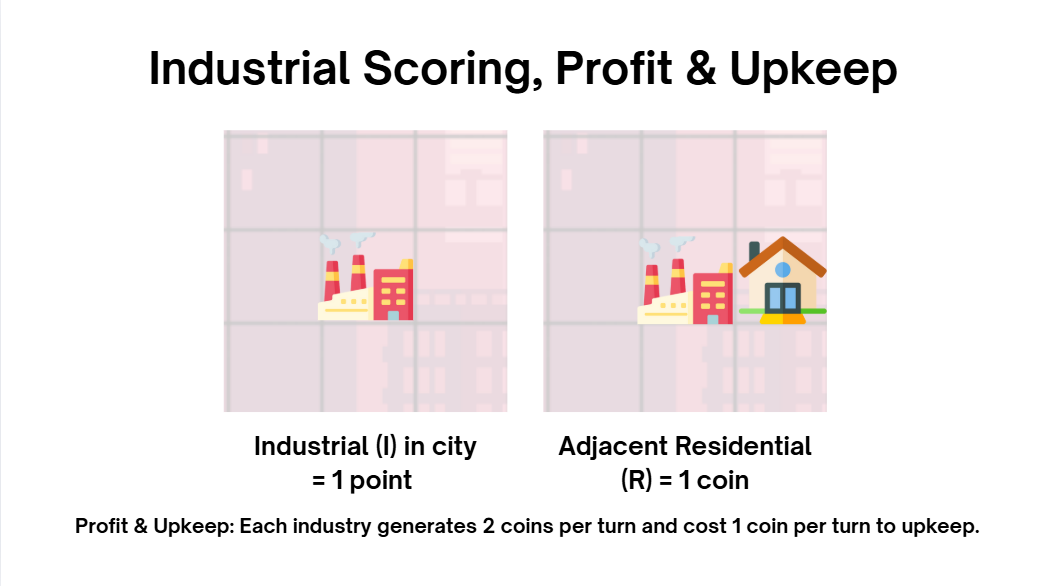 Industrial Scoring, Profit & Upkeep
Industrial (I) in city
= 1 point
Adjacent Residential
(R) = 1 coin
Profit & Upkeep: Each industry generates 2 coins per turn and cost 1 coin per turn to upkeep.